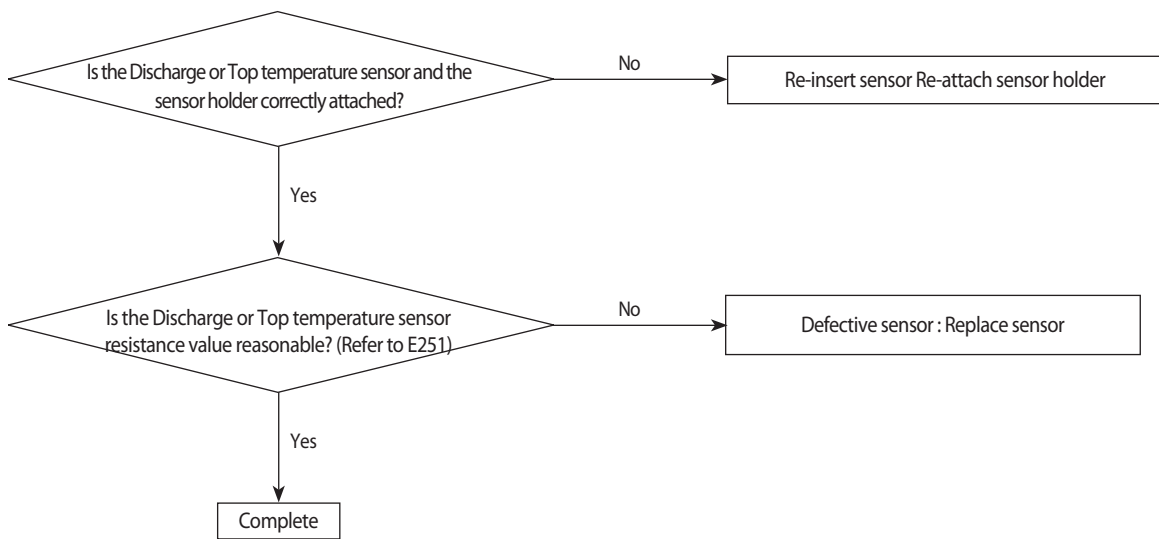 Is the Discharge or Top temperature sensor and the
sensor holder correctly attached?
No
Re-insert sensor Re-attach sensor holder
Yes
Is the Discharge or Top temperature sensor
resistance value reasonable? (Refer to E251)
No
Defective sensor : Replace sensor
Yes
Complete